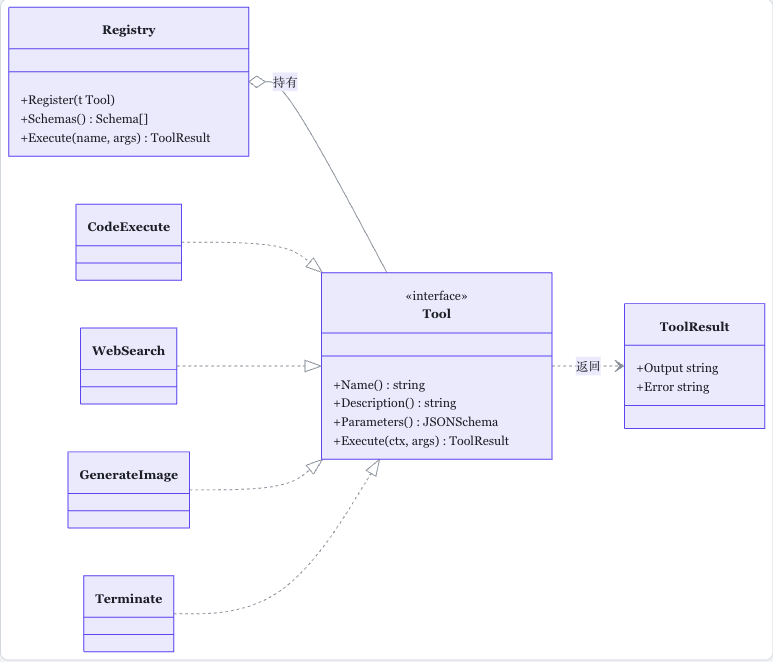 Registry
+Register(t Tool)
+Schemas() : Schema[]
+Execute(name, args) : ToolResult
持有
CodeExecute
WebSearch
GenerateImage
Terminate
«interface»
Tool
+Name() : string
+Description() : string
+Parameters() : JSONSchema
+Execute(ctx, args) : ToolResult
返回
ToolResult
+Output string
+Error string